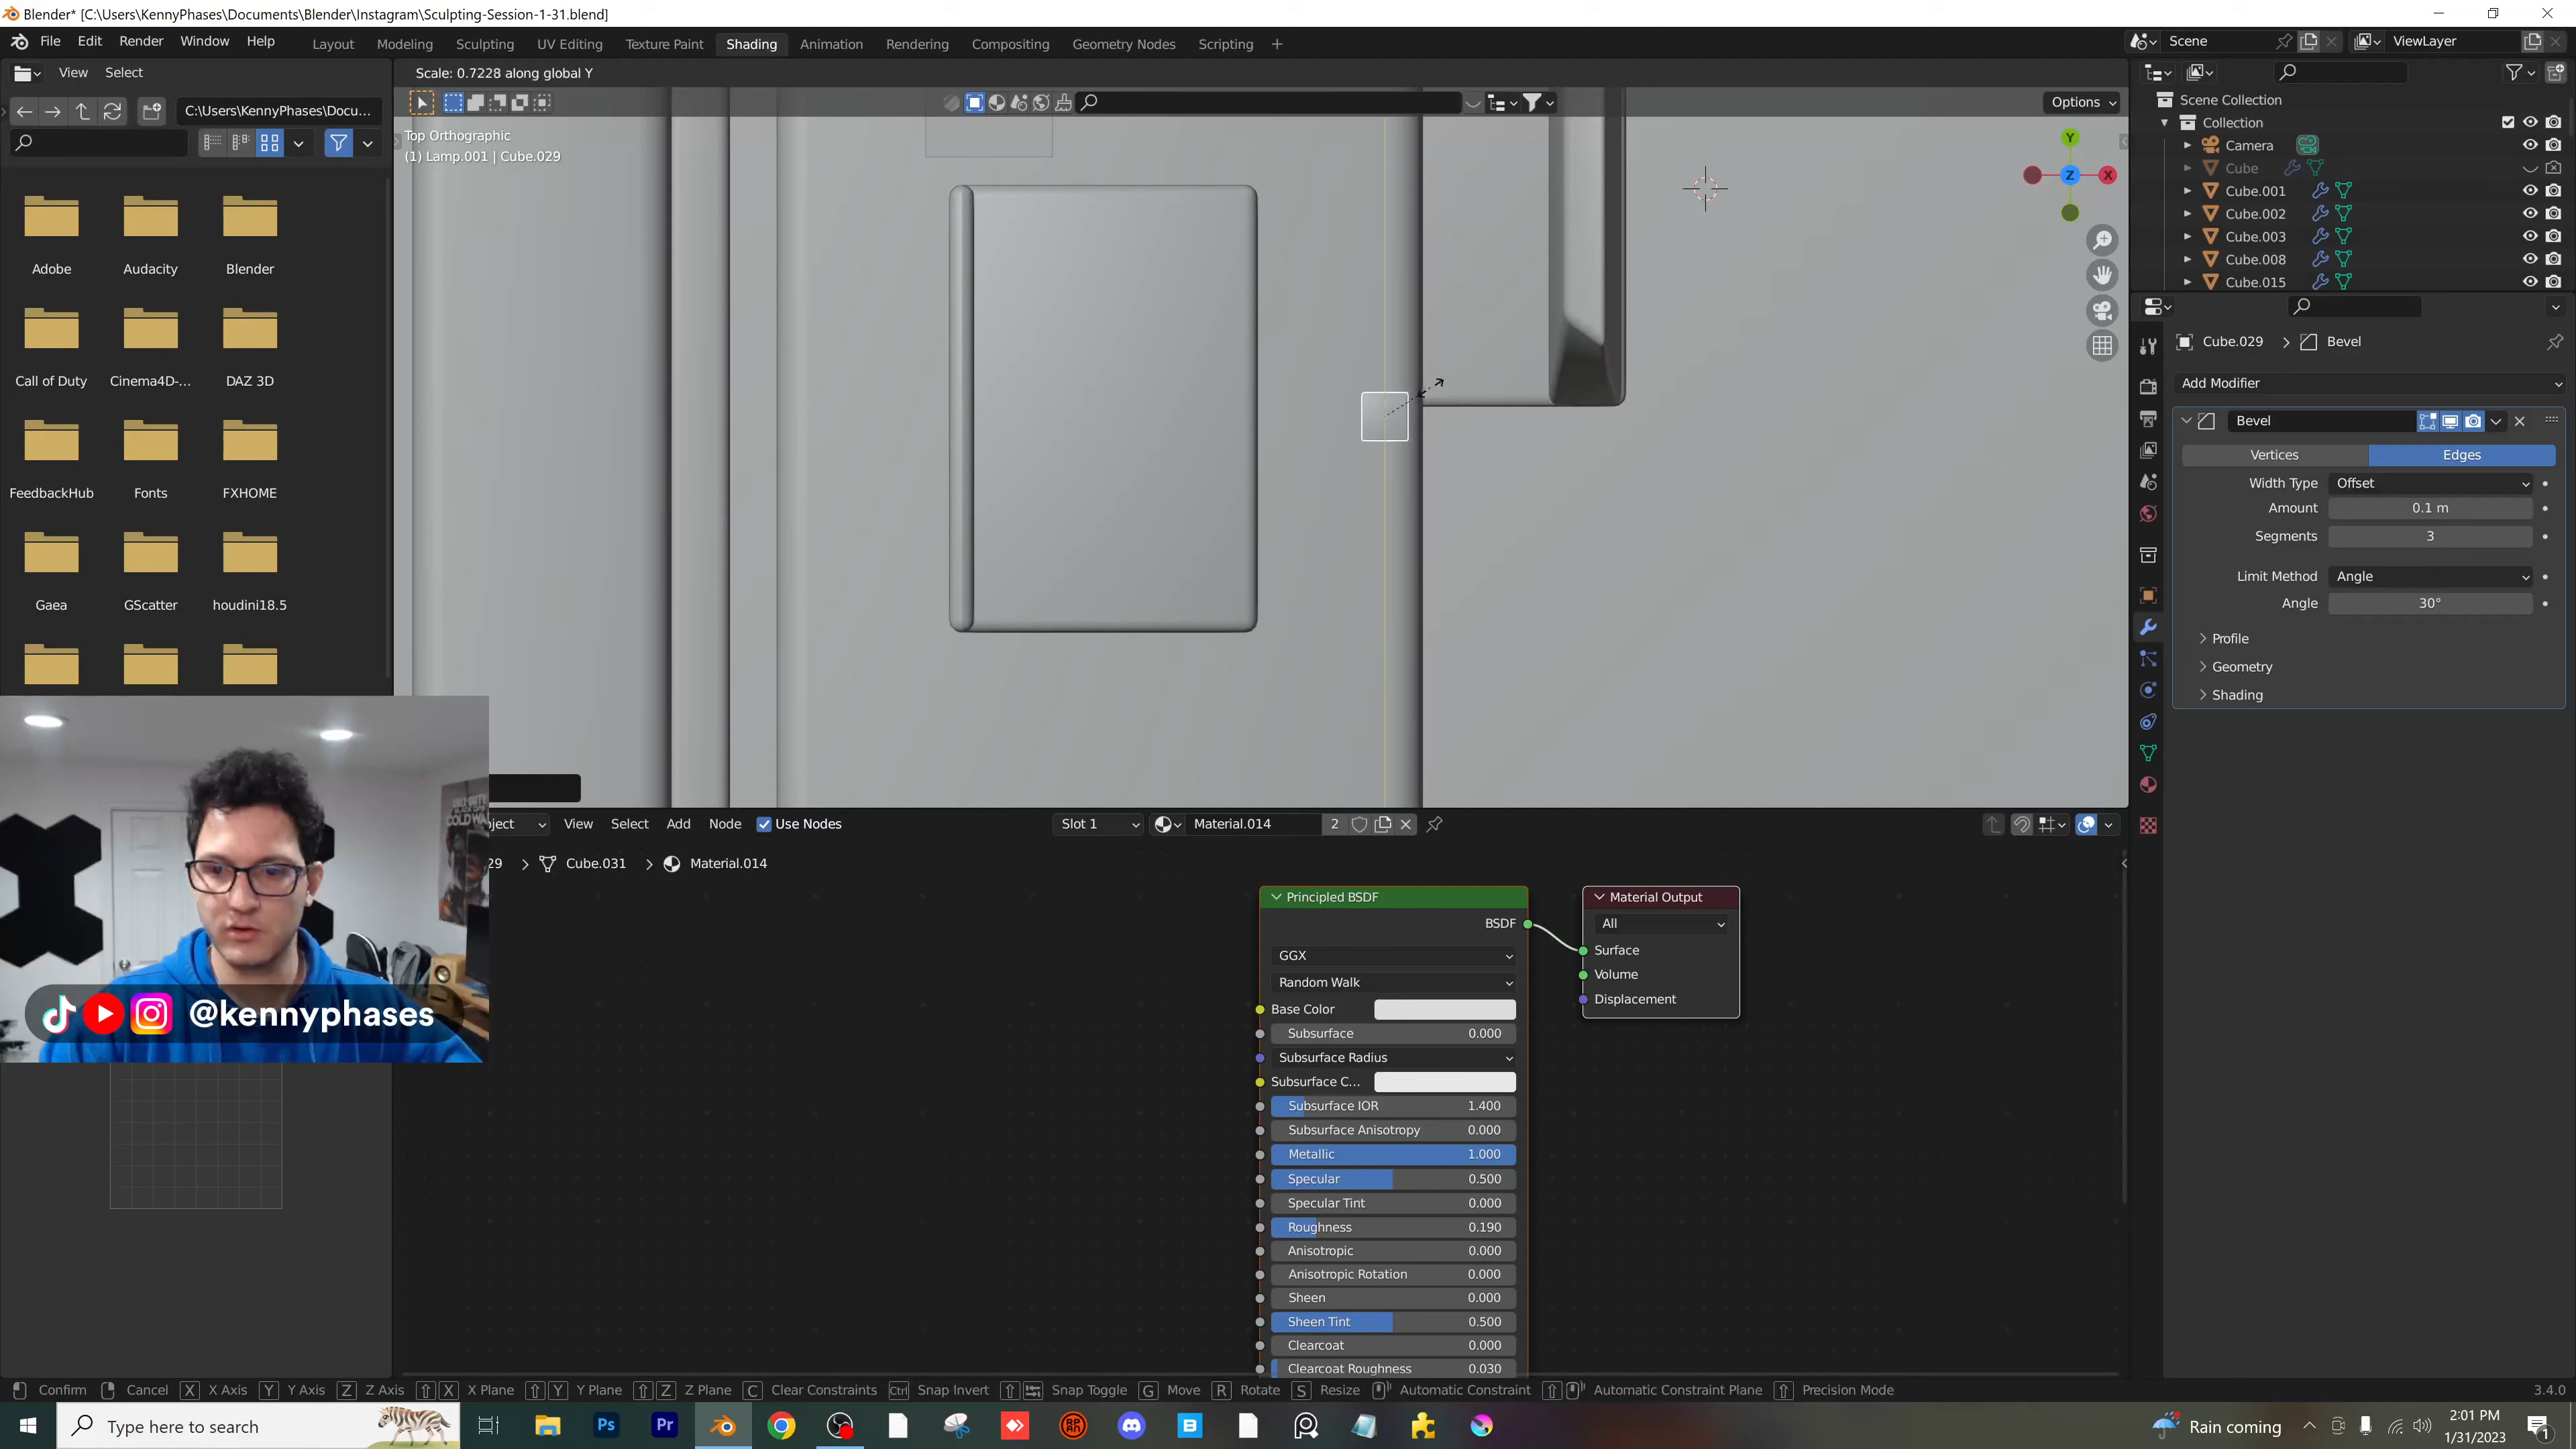 Blender* [C:\Users\KennyPhases\Documents\Blender\Instagram\Sculpting-Session-1-31.blend]
File Edit Render Window Help
Layout Modeling Sculpting UV Editing Texture Paint Shading Animation Rendering Compositing Geometry Nodes Scripting +
Scene
ViewLayer
View Select
C:\Users\KennyPhases\Docu...
Adobe Audacity Blender
Call of Duty Cinema4D-... DAZ 3D
FeedbackHub Fonts FXHOME
Gaea GScatter houdini18.5
Scale: 0.7228 along global Y
Options
Top Orthographic
(1) Lamp.001 | Cube.029
Y
Z
X
Scene Collection
Collection
Camera
Cube
Cube.001
Cube.002
Cube.003
Cube.008
Cube.015
Cube.029 > Bevel
Add Modifier
Bevel
Vertices Edges
Width Type Offset
Amount 0.1 m
Segments 3
Limit Method Angle
Angle 30°
Profile
Geometry
Shading
@kennyphases
ject View Select Add Node Use Nodes Slot 1 Material.014 2
29 > Cube.031 > Material.014
Principled BSDF
BSDF
GGX
Random Walk
Base Color
Subsurface 0.000
Subsurface Radius
Subsurface C...
Subsurface IOR 1.400
Subsurface Anisotropy 0.000
Metallic 1.000
Specular 0.500
Specular Tint 0.000
Roughness 0.190
Anisotropic 0.000
Anisotropic Rotation 0.000
Sheen 0.000
Sheen Tint 0.500
Clearcoat 0.000
Clearcoat Roughness 0.030
Material Output
All
Surface
Volume
Displacement
Confirm Cancel X X Axis Y Y Axis Z Z Axis X X Plane Y Y Plane Z Z Plane C Clear Constraints Ctrl Snap Invert Snap Toggle G Move R Rotate S Resize Automatic Constraint Automatic Constraint Plane Precision Mode 3.4.0
Type here to search
Ps Pr
Rain coming
2:01 PM
1/31/2023
1